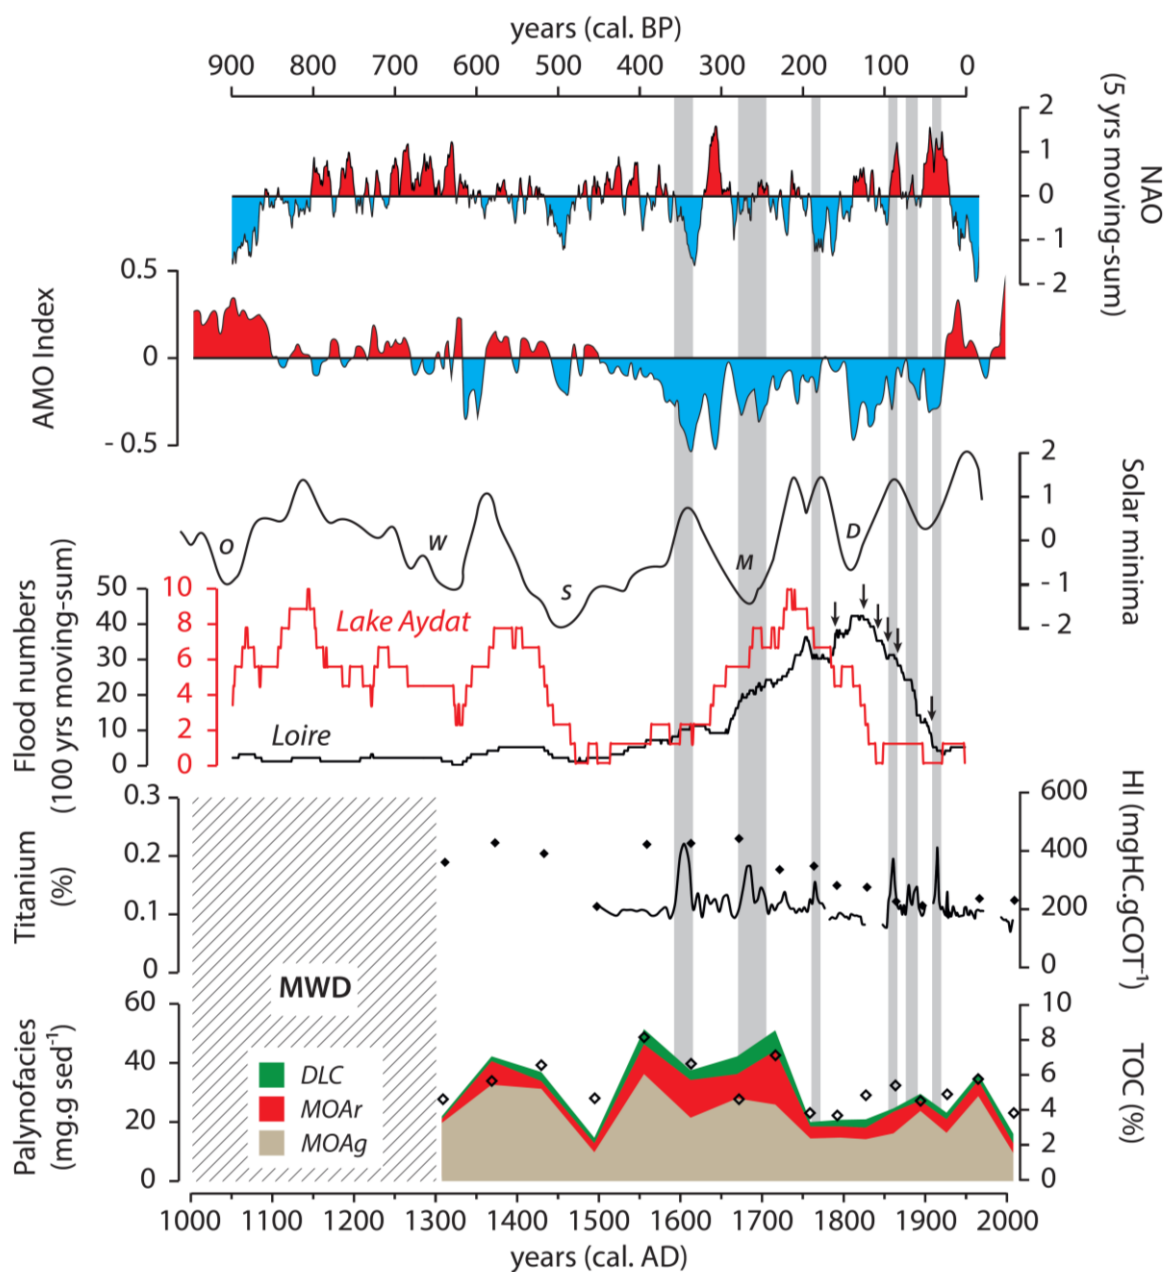 years (cal. BP)
900 800 700 600 500 400 300 200 100 0
2
1
0
- 1
- 2
NAO
(5 yrs moving-sum)
0.5
0
- 0.5
AMO Index
2
1
0
-1
-2
Solar minima
O W S M D
50
40
30
20
10
0
10
8
6
4
2
0
Flood numbers
(100 yrs moving-sum)
Lake Aydat
Loire
0.3
0.2
0.1
0
Titanium
(%)
600
400
200
0
HI (mgHC.gCOT⁻¹)
MWD
60
40
20
0
Palynofacies
(mg.g sed⁻¹)
DLC
MOAr
MOAg
10
8
6
4
2
0
TOC (%)
1000 1100 1200 1300 1400 1500 1600 1700 1800 1900 2000
years (cal. AD)